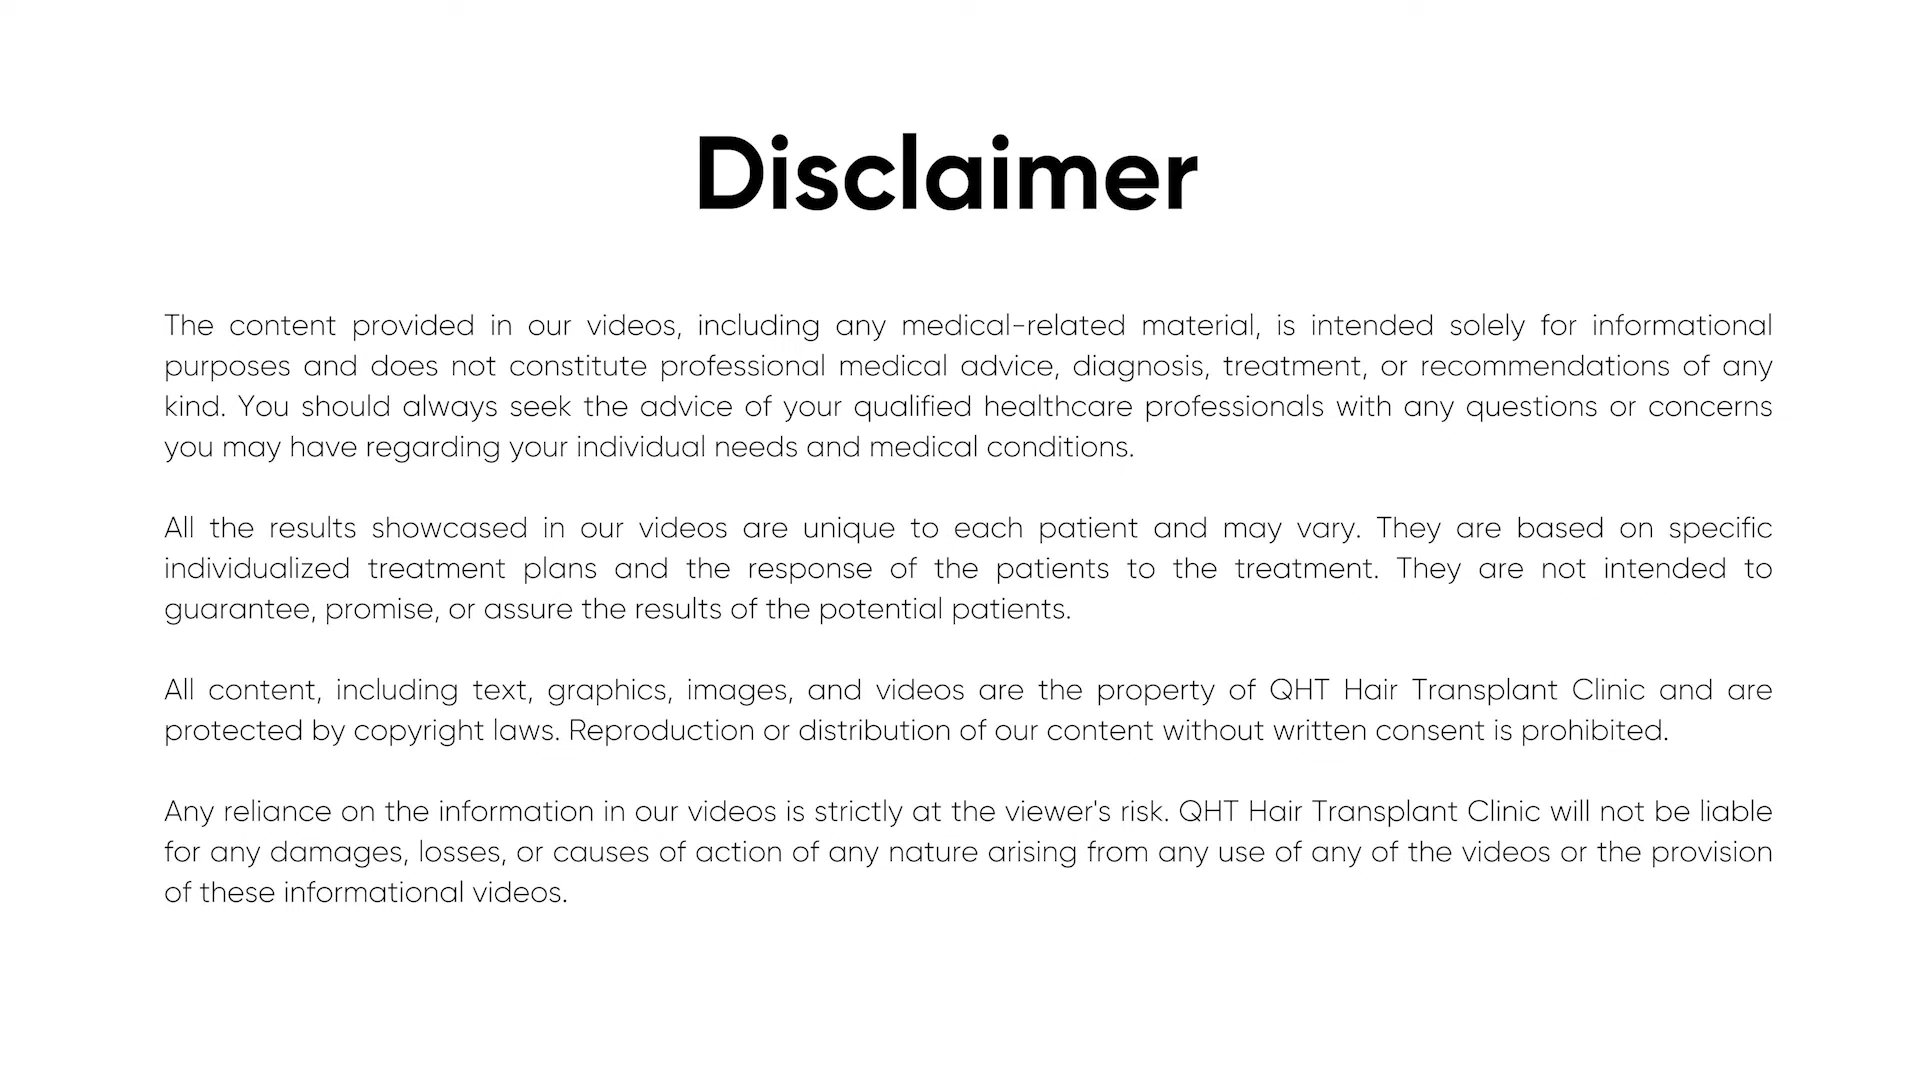 Disclaimer
The content provided in our videos, including any medical-related material, is intended solely for informational
purposes and does not constitute professional medical advice, diagnosis, treatment, or recommendations of any
kind. You should always seek the advice of your qualified healthcare professionals with any questions or concerns
you may have regarding your individual needs and medical conditions.
All the results showcased in our videos are unique to each patient and may vary. They are based on specific
individualized treatment plans and the response of the patients to the treatment. They are not intended to
guarantee, promise, or assure the results of the potential patients.
All content, including text, graphics, images, and videos are the property of QHT Hair Transplant Clinic and are
protected by copyright laws. Reproduction or distribution of our content without written consent is prohibited.
Any reliance on the information in our videos is strictly at the viewer's risk. QHT Hair Transplant Clinic will not be liable
for any damages, losses, or causes of action of any nature arising from any use of any of the videos or the provision
of these informational videos.